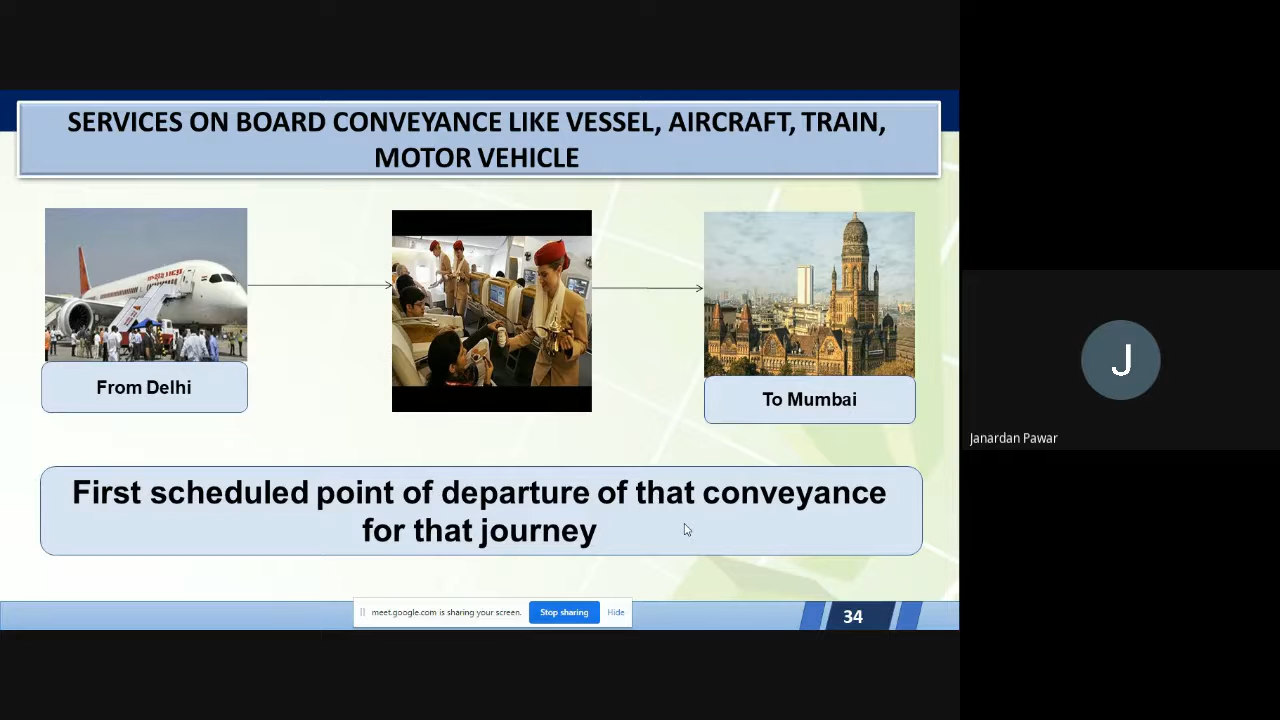 SERVICES ON BOARD CONVEYANCE LIKE VESSEL, AIRCRAFT, TRAIN,
MOTOR VEHICLE
From Delhi
To Mumbai
First scheduled point of departure of that conveyance
for that journey
meet.google.com is sharing your screen.
Stop sharing
Hide
34
J
Janardan Pawar